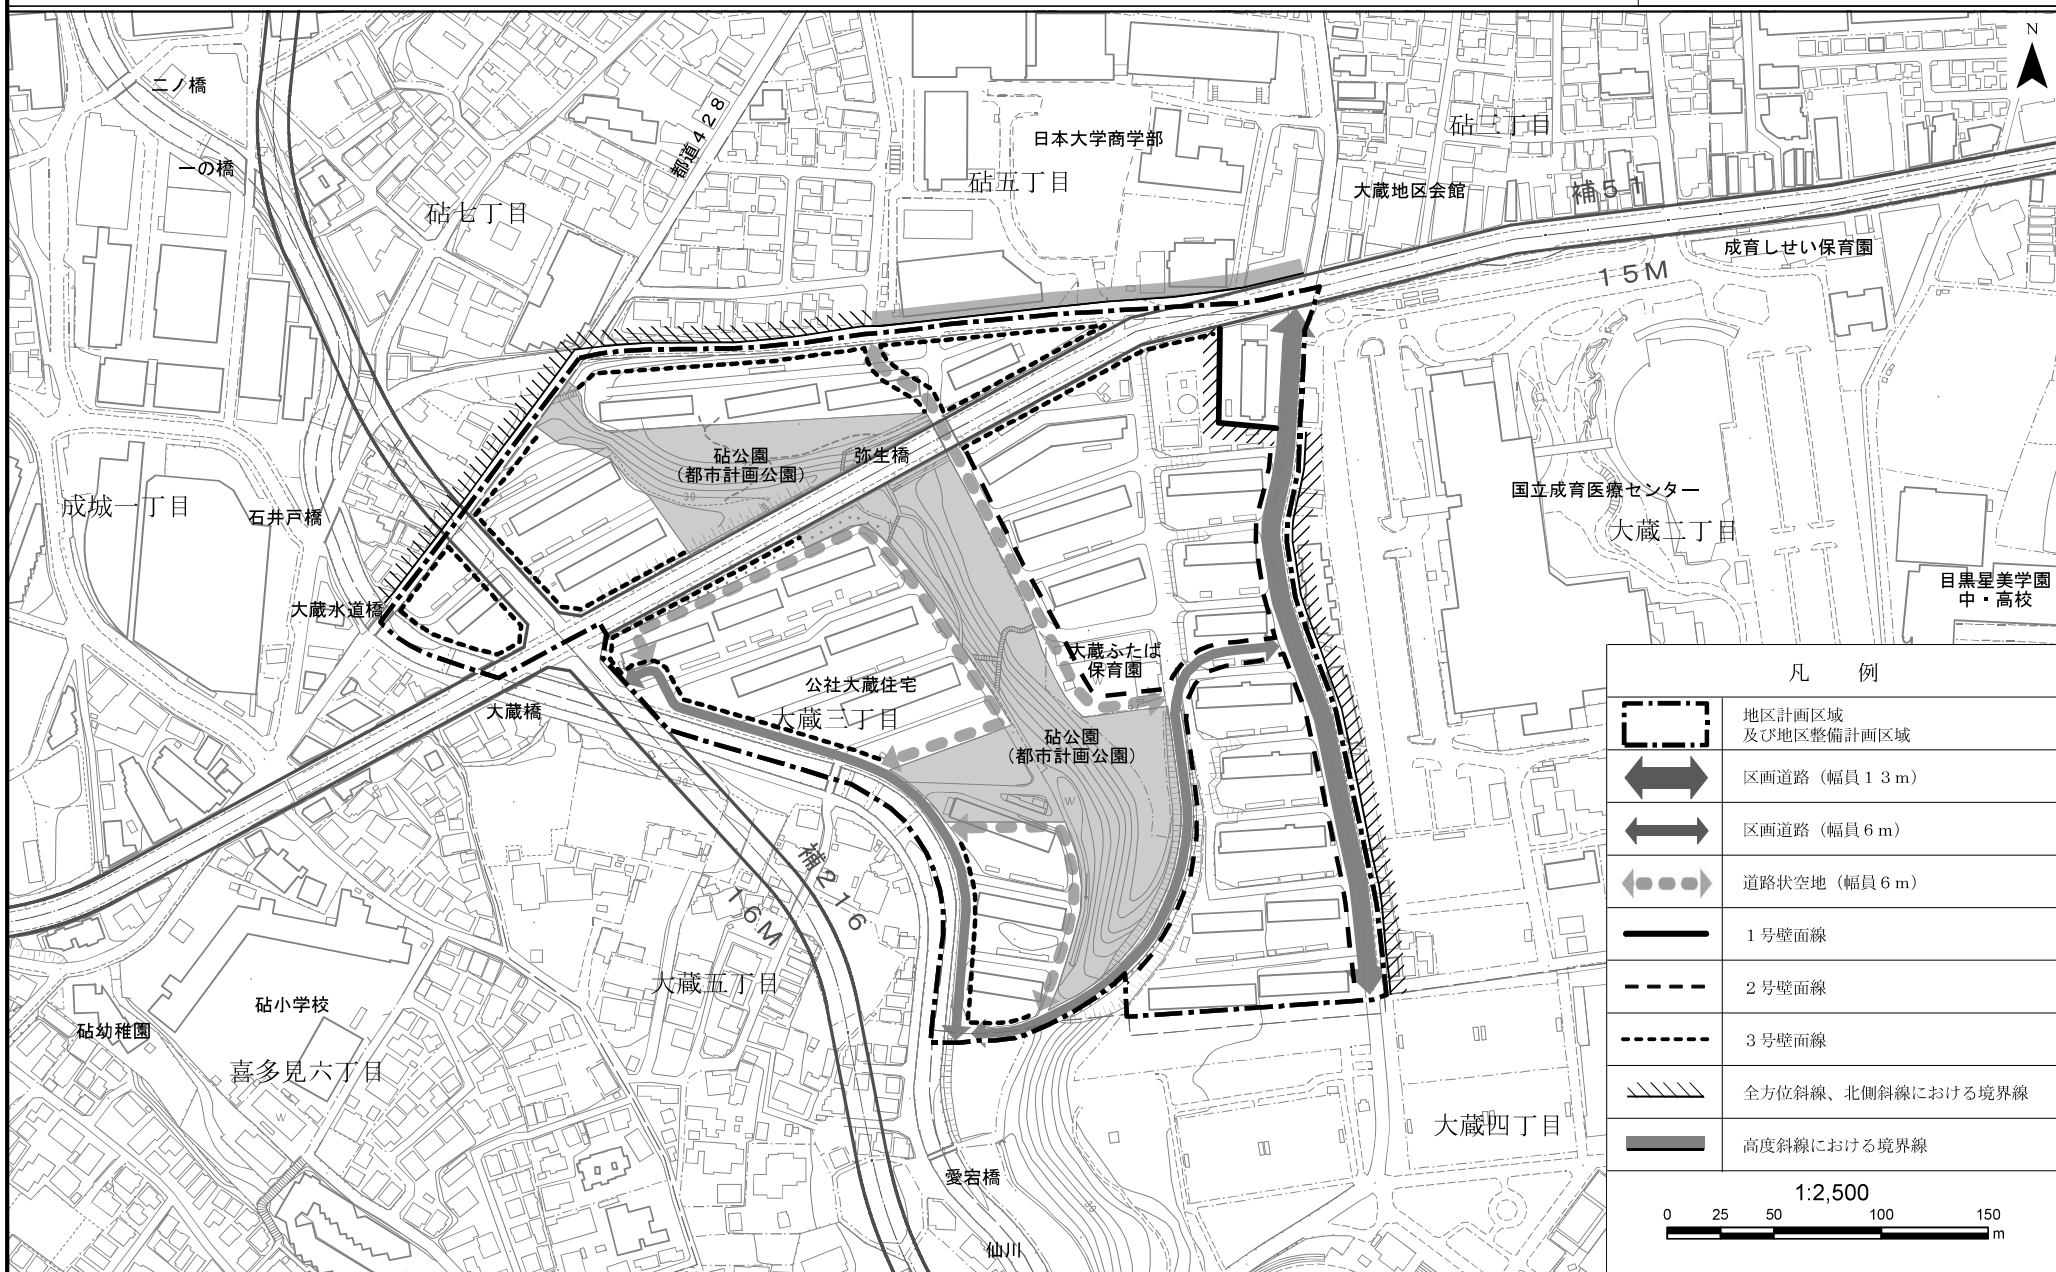 N
二ノ橋
都道428
日本大学商学部
砧三丁目
一の橋
砧五丁目
大蔵地区会館
補51
砧七丁目
成育しせい保育園
15M
砧公園
(都市計画公園)
弥生橋
国立成育医療センター
成城一丁目
石井戸橋
大蔵二丁目
30
目黒星美学園
中・高校
大蔵水道橋
大蔵ふたば
保育園
W
公社大蔵住宅
大蔵橋
大蔵三丁目
砧公園
(都市計画公園)
30
W
補216
16M
大蔵五丁目
砧小学校
砧幼稚園
喜多見六丁目
W
大蔵四丁目
愛宕橋
30
仙川
凡 例
地区計画区域
及び地区整備計画区域
区画道路(幅員13m)
区画道路(幅員6m)
道路状空地(幅員6m)
1号壁面線
2号壁面線
3号壁面線
全方位斜線、北側斜線における境界線
高度斜線における境界線
1:2,500
0 25 50 100 150
m